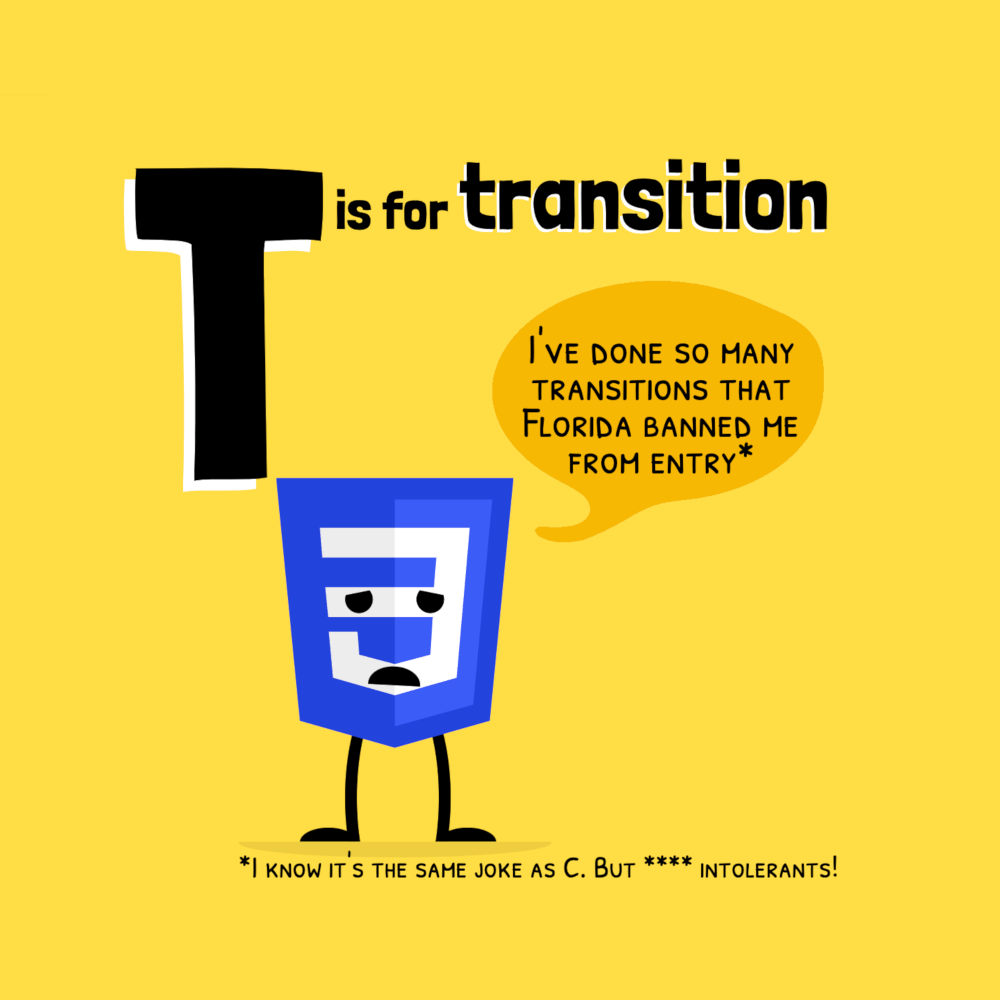 T is for transition
I've done so many
transitions that
Florida banned me
from entry*
*I know it's the same joke as C. But **** intolerants!